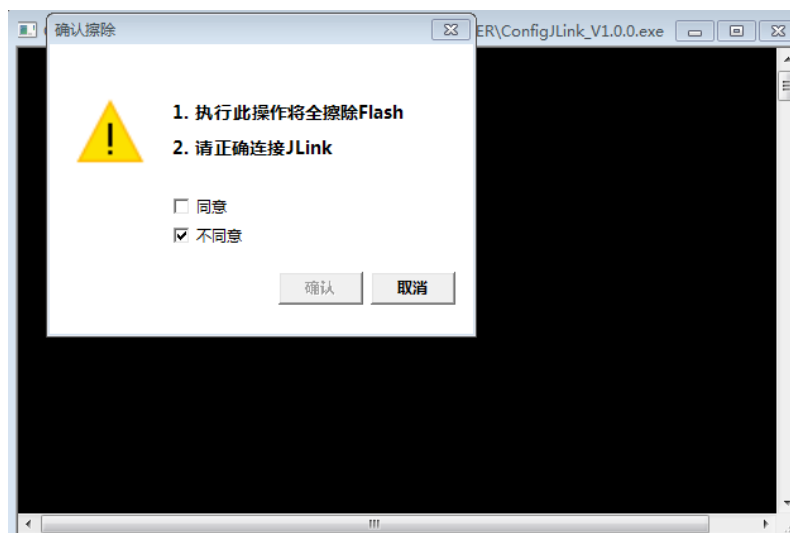 确认擦除
ER\ConfigJLink_V1.0.0.exe
1. 执行此操作将全擦除Flash
2. 请正确连接JLink
同意
不同意
确认
取消